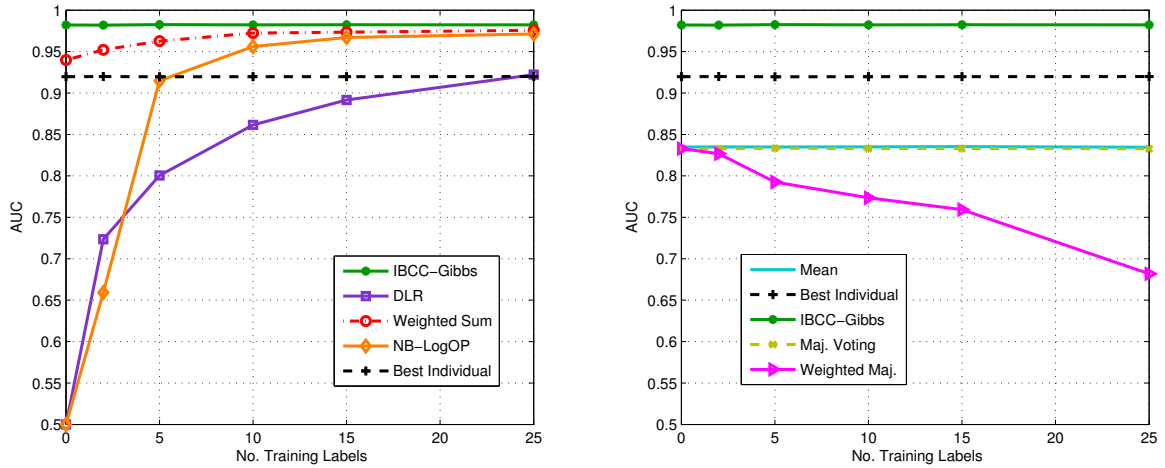 1
0.95
0.9
0.85
0.8
0.75
0.7
0.65
0.6
0.55
0.5
AUC
0 5 10 15 20 25
No. Training Labels
IBCC−Gibbs
DLR
Weighted Sum
NB−LogOP
Best Individual
1
0.95
0.9
0.85
0.8
0.75
0.7
0.65
0.6
0.55
0.5
AUC
0 5 10 15 20 25
No. Training Labels
Mean
Best Individual
IBCC−Gibbs
Maj. Voting
Weighted Maj.